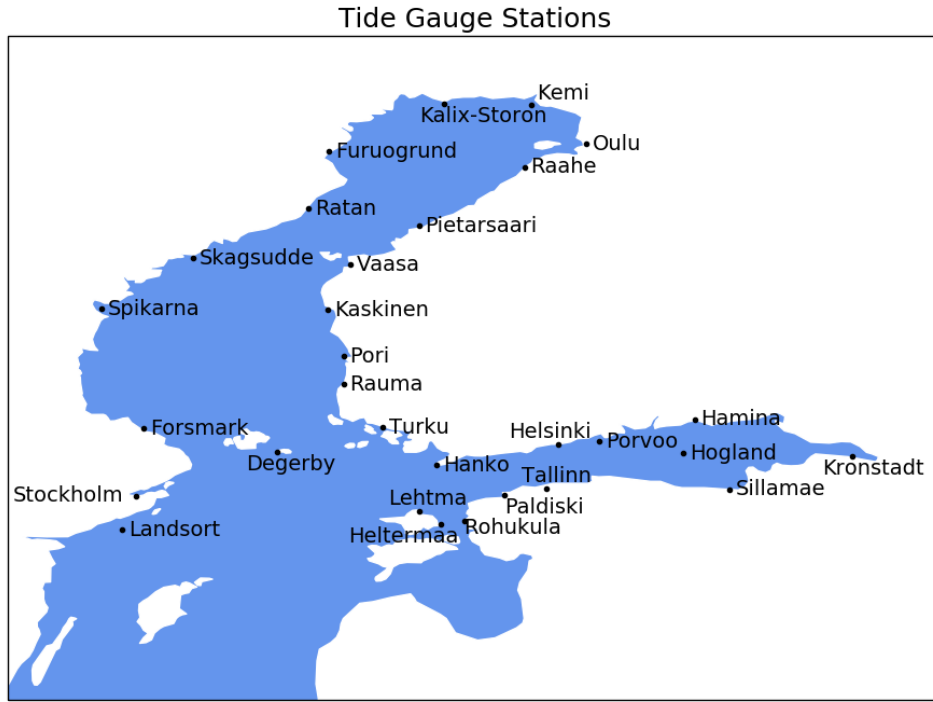 Tide Gauge Stations
Kemi
Kalix-Storon
Oulu
Furuogrund
Raahe
Ratan
Pietarsaari
Skagsudde
Vaasa
Spikarna
Kaskinen
Pori
Rauma
Hamina
Forsmark
Turku
Helsinki
Porvoo
Degerby
Hanko
Hogland
Kronstadt
Tallinn
Stockholm
Lehtma
Paldiski
Sillamae
Landsort
Heltermaa
Rohukula